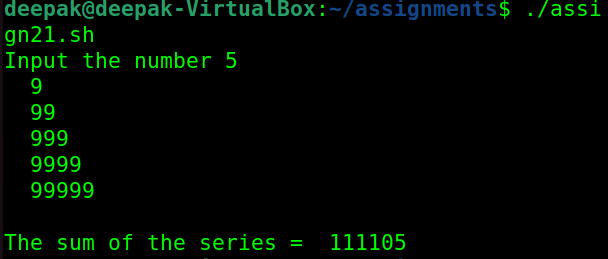 deepak@deepak-VirtualBox:~/assignments$ ./assi
gn21.sh
Input the number 5
9
99
999
9999
99999
The sum of the series =  111105